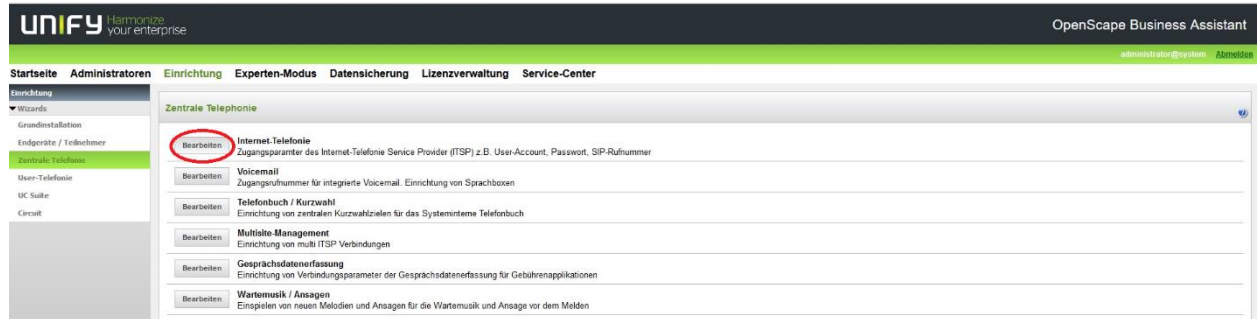 UNIFY Harmonize
your enterprise
OpenScape Business Assistant
administrator@system Abmelden
Startseite Administratoren Einrichtung Experten-Modus Datensicherung Lizenzverwaltung Service-Center
Einrichtung
Wizards
Grundinstallation
Endgeräte / Teilnehmer
Zentrale Telefonie
User-Telefonie
UC Suite
Circuit
Zentrale Telephonie
Bearbeiten
Internet-Telefonie
Zugangsparamter des Internet-Telefonie Service Provider (ITSP) z.B. User-Account, Passwort, SIP-Rufnummer
Bearbeiten
Voicemail
Zugangsrufnummer für integrierte Voicemail. Einrichtung von Sprachboxen
Bearbeiten
Telefonbuch / Kurzwahl
Einrichtung von zentralen Kurzwahlzielen für das Systeminterne Telefonbuch
Bearbeiten
Multisite-Management
Einrichtung von multi ITSP Verbindungen
Bearbeiten
Gesprächsdatenerfassung
Einrichtung von Verbindungsparameter der Gesprächsdatenerfassung für Gebührenapplikationen
Bearbeiten
Wartemusik / Ansagen
Einspielen von neuen Melodien und Ansagen für die Wartemusik und Ansage vor dem Melden